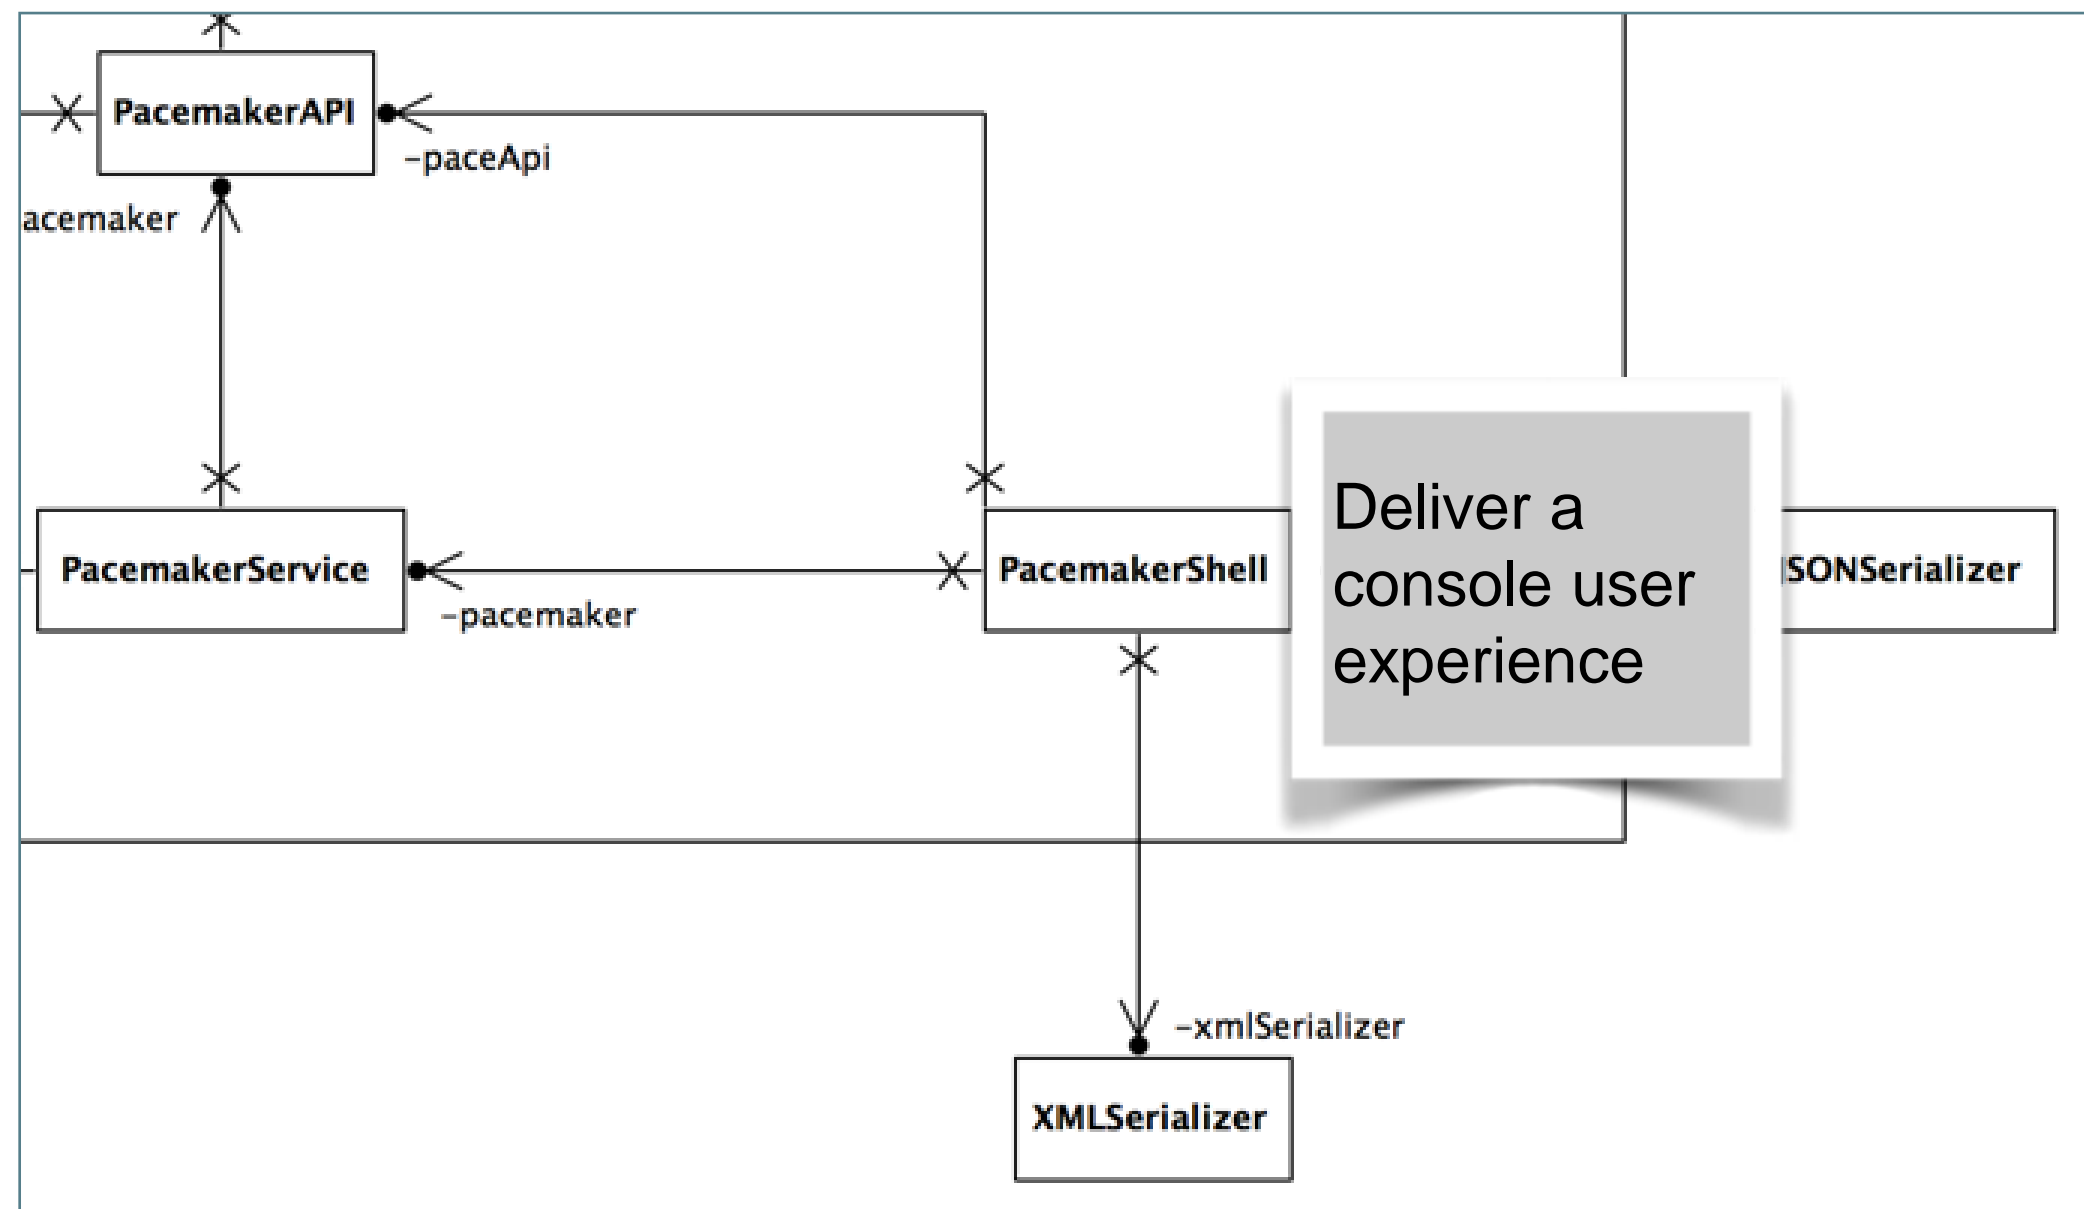 PacemakerAPI
-paceApi
acemaker
PacemakerService
-pacemaker
PacemakerShell
Deliver a
console user
experience
SONSerializer
-xmlSerializer
XMLSerializer